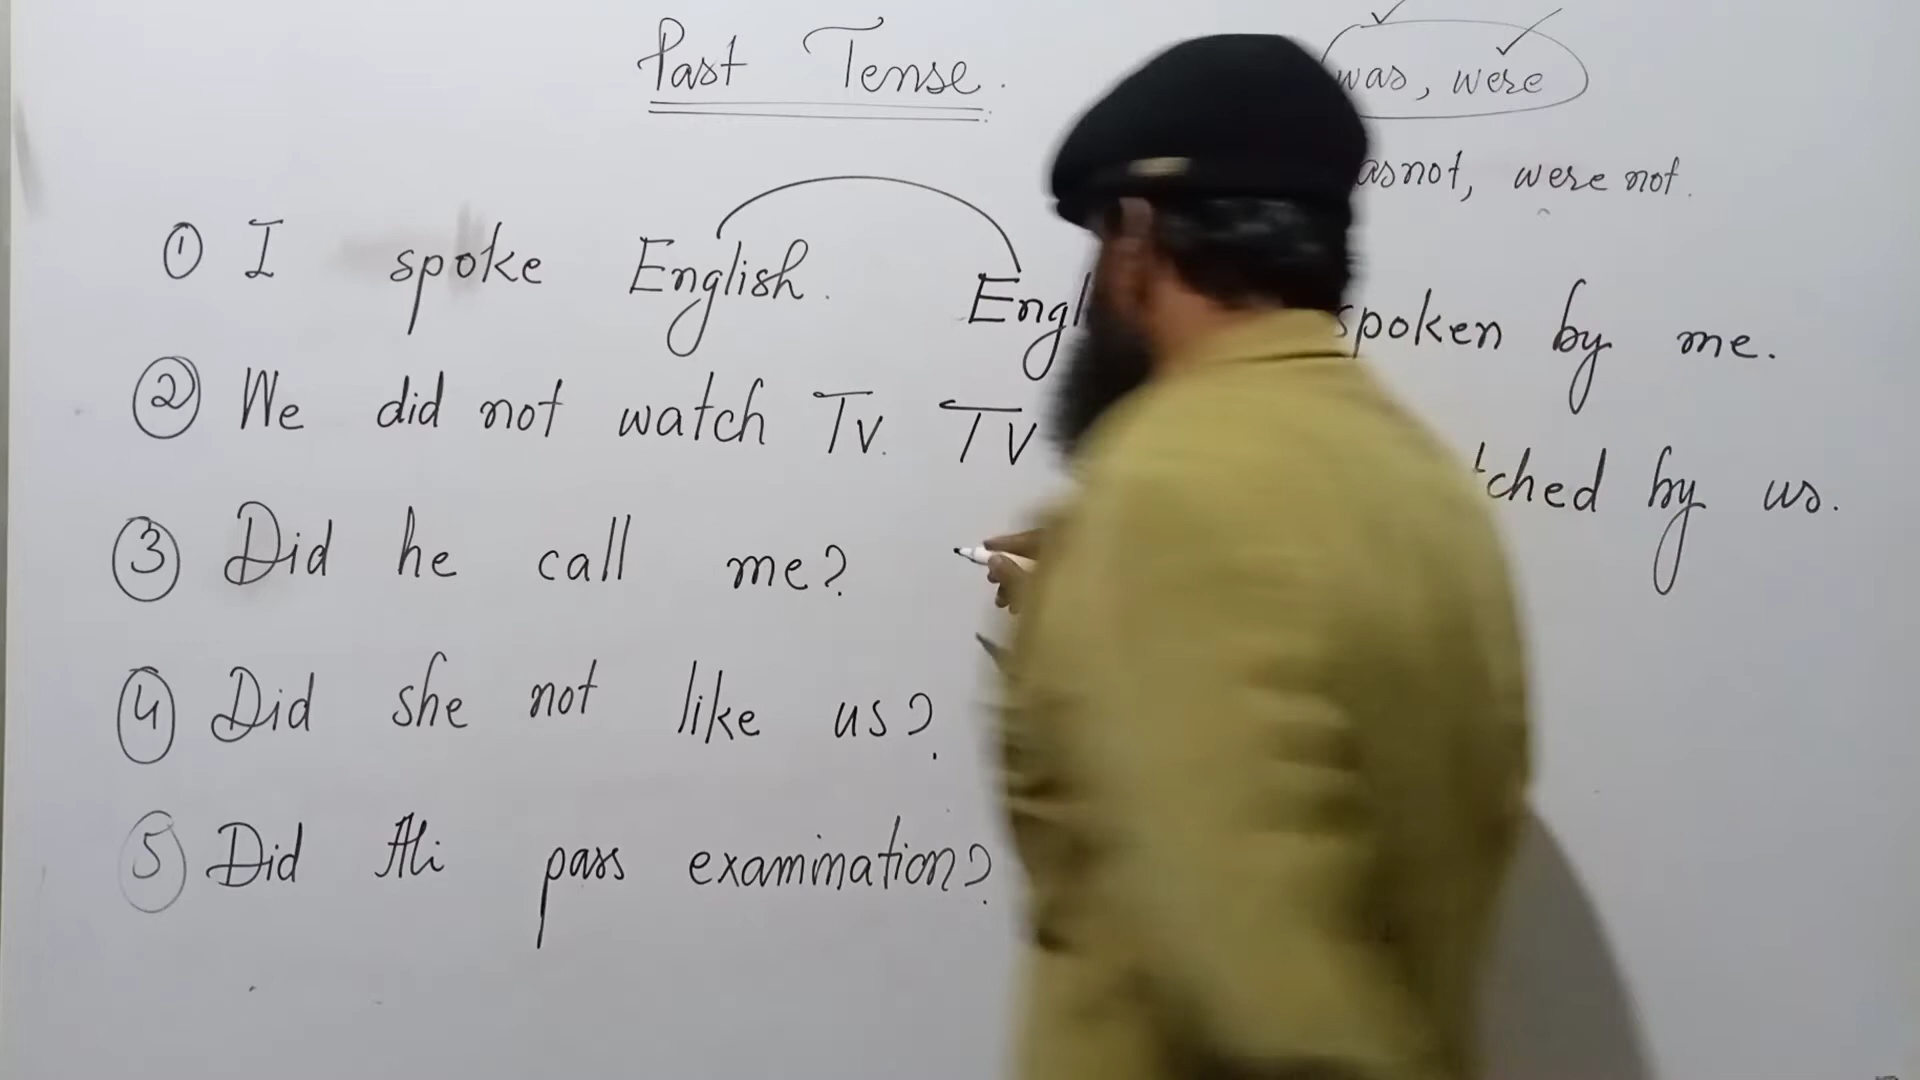 Past Tense.
was, were
asnot, were not.
① I spoke English. Engl spoken by me.
② We did not watch Tv. TV tched by us.
③ Did he call me?
④ Did she not like us?
⑤ Did Ali pass examination?